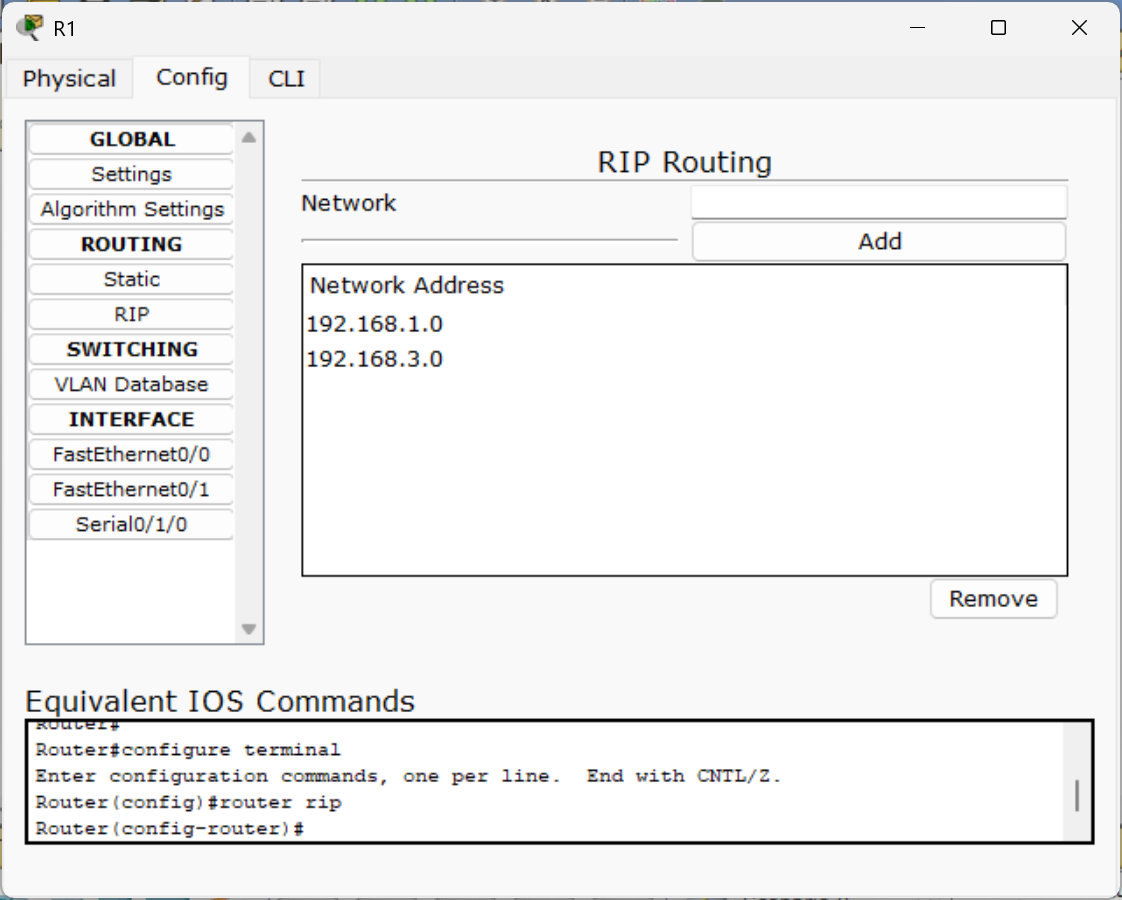 R1
Physical Config CLI
GLOBAL
Settings
Algorithm Settings
ROUTING
Static
RIP
SWITCHING
VLAN Database
INTERFACE
FastEthernet0/0
FastEthernet0/1
Serial0/1/0
RIP Routing
Network
Add
Network Address
192.168.1.0
192.168.3.0
Remove
Equivalent IOS Commands
Router#
Router#configure terminal
Enter configuration commands, one per line.  End with CNTL/Z.
Router(config)#router rip
Router(config-router)#